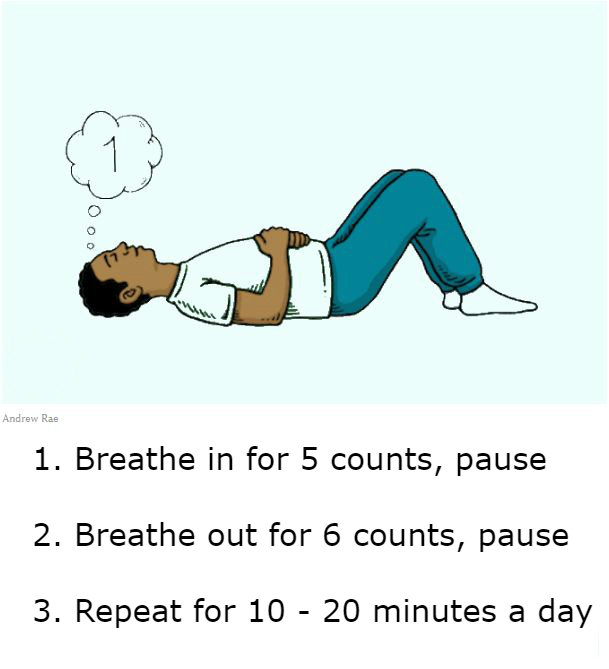 1
Andrew Rae
1. Breathe in for 5 counts, pause
2. Breathe out for 6 counts, pause
3. Repeat for 10 - 20 minutes a day